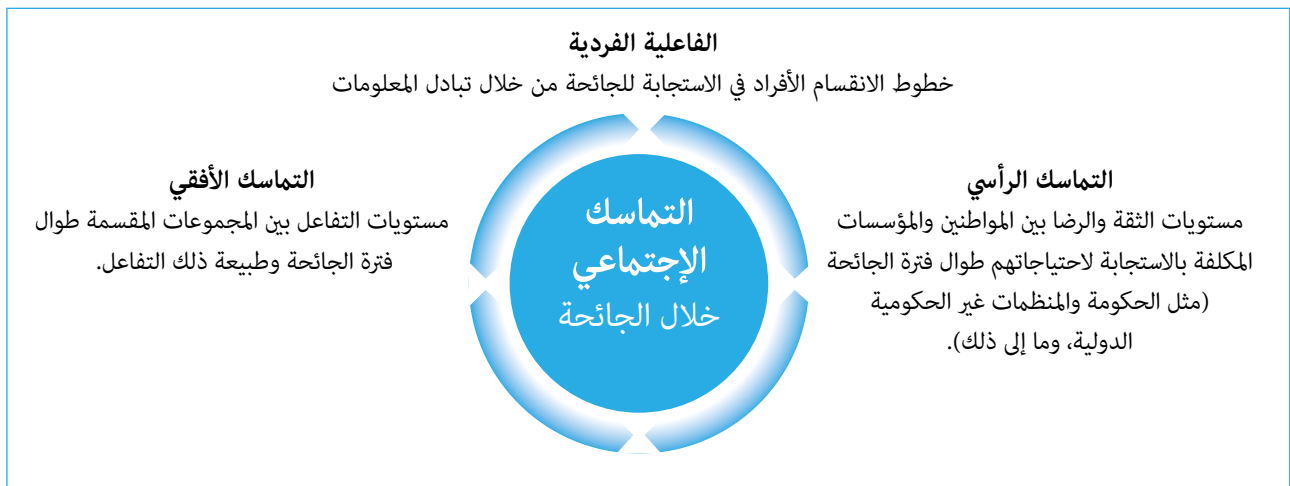 الفاعلية الفردية
خطوط الانقسام الأفراد في الاستجابة للجائحة من خلال تبادل المعلومات
التماسك الرأسي
مستويات الثقة والرضا بين المواطنين والمؤسسات
المكلفة بالاستجابة لاحتياجاتهم طوال فترة الجائحة
(مثل الحكومة والمنظمات غير الحكومية
الدولية، وما إلى ذلك).
التماسك
الإجتماعي
خلال الجائحة
التماسك الأفقي
مستويات التفاعل بين المجموعات المقسمة طوال
فترة الجائحة وطبيعة ذلك التفاعل.